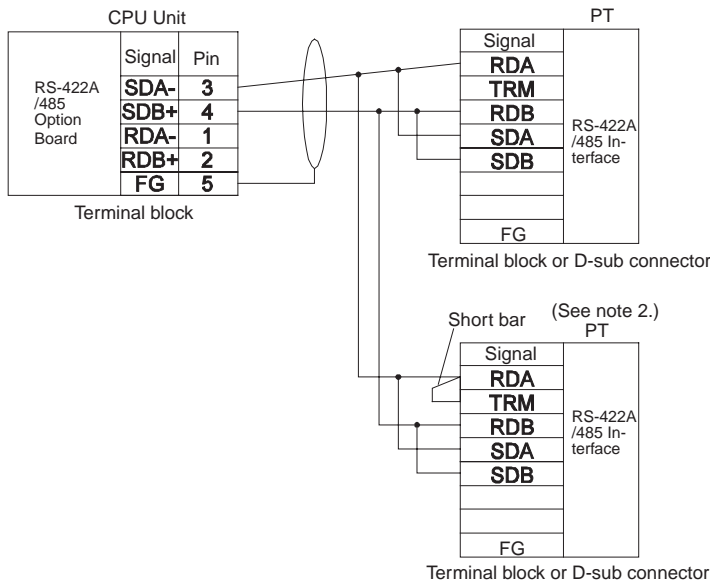 CPU Unit
Signal Pin
RS-422A
/485
Option
Board
SDA- 3
SDB+ 4
RDA- 1
RDB+ 2
FG 5
Terminal block
PT
Signal
RDA
TRM
RDB
SDA
SDB
FG
RS-422A
/485 In-
terface
Terminal block or D-sub connector
Short bar
(See note 2.)
PT
Signal
RDA
TRM
RDB
SDA
SDB
FG
RS-422A
/485 In-
terface
Terminal block or D-sub connector